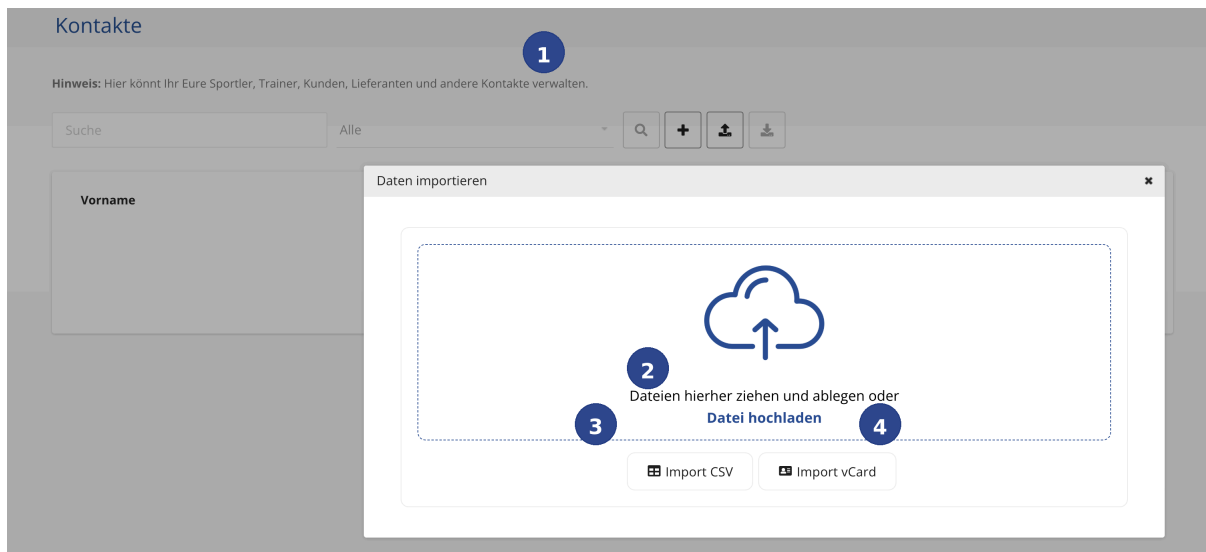 Kontakte
1
Hinweis: Hier könnt Ihr Eure Sportler, Trainer, Kunden, Lieferanten und andere Kontakte verwalten.
Suche
Alle
Daten importieren
Vorname
2
Dateien hierher ziehen und ablegen oder
3
Datei hochladen
4
Import CSV
Import vCard